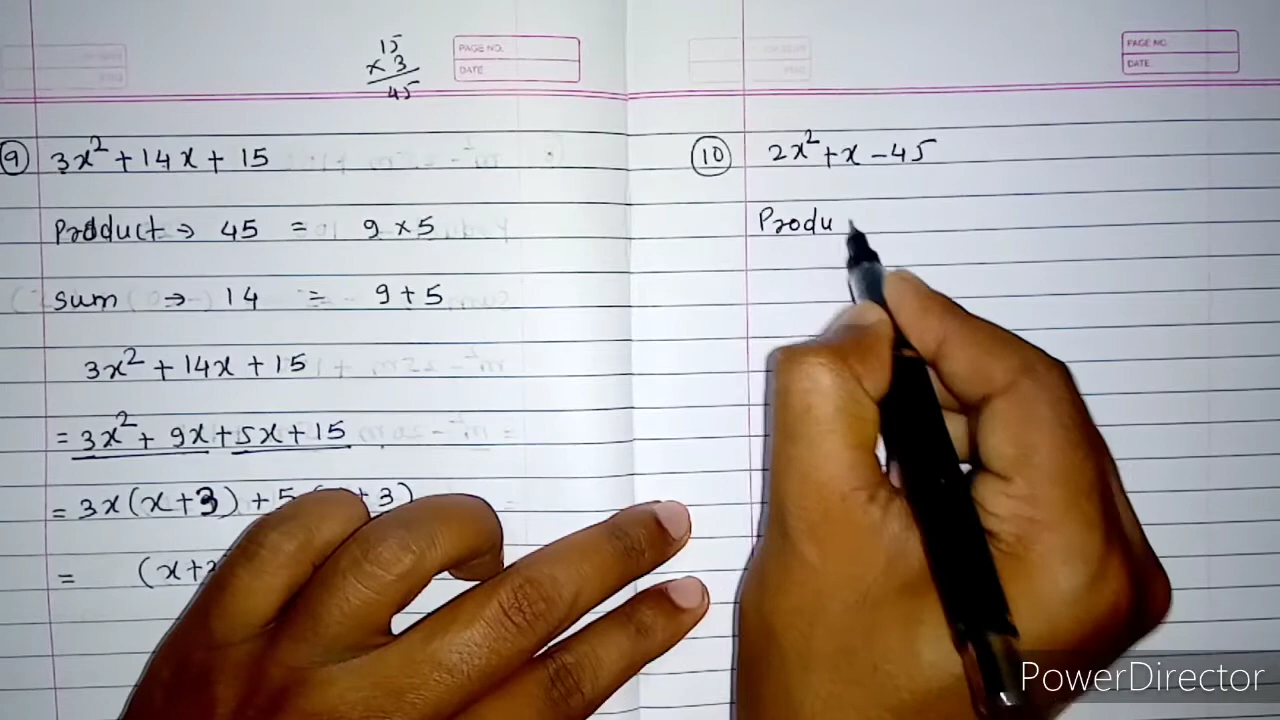 15
× 3
45
PAGE NO.
DATE
9 3x² + 14x + 15
Product → 45 = 9 × 5
Sum → 14 = 9 + 5
3x² + 14x + 15
= 3x² + 9x + 5x + 15
= 3x(x+3) + 5 +3)
= (x+
PAGE NO
DATE
10 2x² + x - 45
Produ
PowerDirector